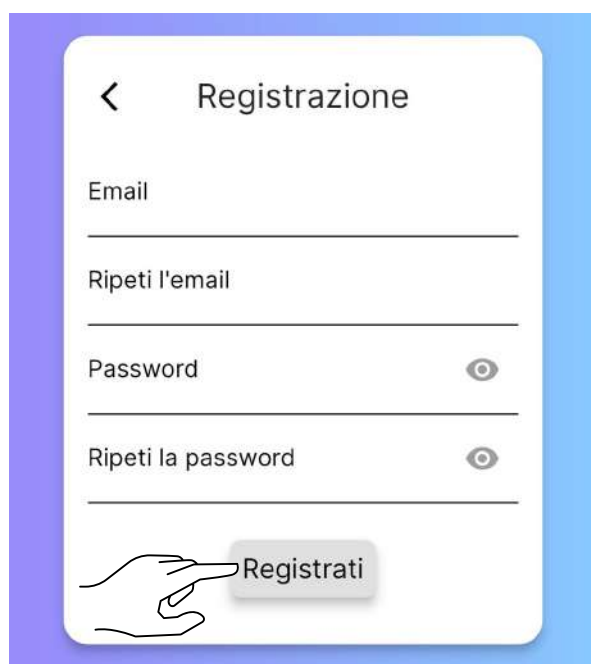 Registrazione
Email
Ripeti l'email
Password
Ripeti la password
Registrati